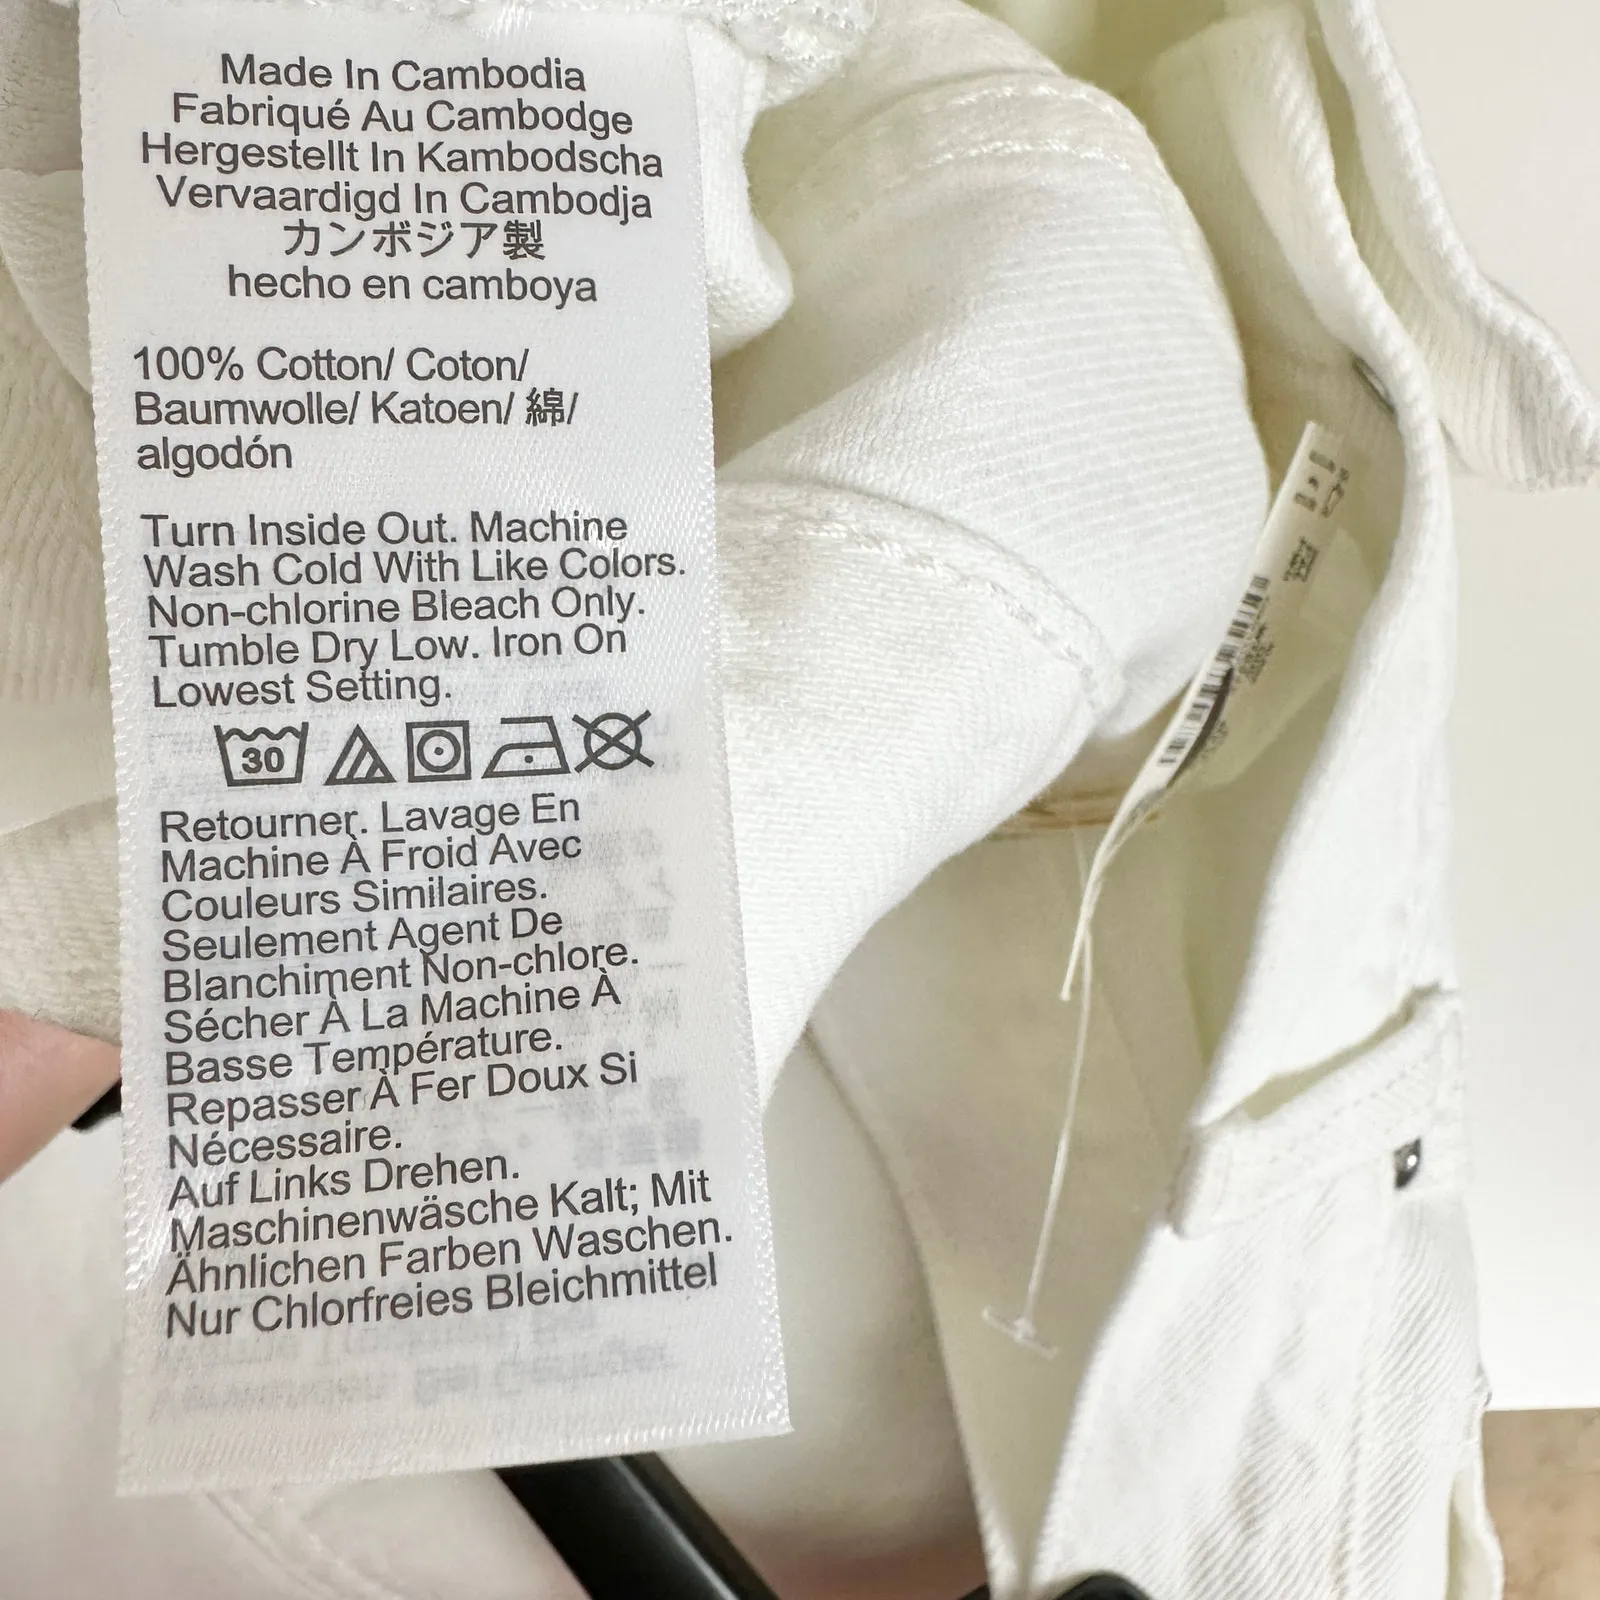 Made In Cambodia
Fabriqué Au Cambodge
Hergestellt In Kambodscha
Vervaardigd In Cambodja
カンボジア製
hecho en camboya
100% Cotton/ Coton/
Baumwolle/ Katoen/ 綿/
algodón
Turn Inside Out. Machine
Wash Cold With Like Colors.
Non-chlorine Bleach Only.
Tumble Dry Low. Iron On
Lowest Setting.
30
Retourner. Lavage En
Machine À Froid Avec
Couleurs Similaires.
Seulement Agent De
Blanchiment Non-chlore.
Sécher À La Machine À
Basse Température.
Repasser À Fer Doux Si
Nécessaire.
Auf Links Drehen.
Maschinenwäsche Kalt; Mit
Ähnlichen Farben Waschen.
Nur Chlorfreies Bleichmittel